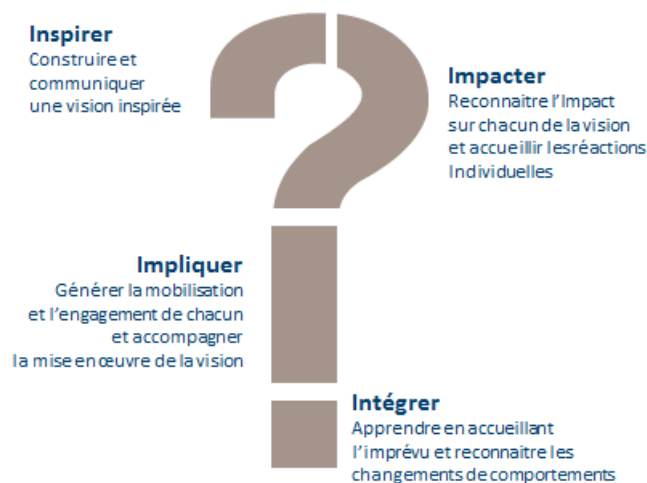 Inspirer
Construire et
communiquer
une vision inspirée
Impacter
Reconnaitre l'Impact
sur chacun de la vision
et accueillir lesréactions
Individuelles
Impliquer
Générer la mobilisation
et l'engagement de chacun
et accompagner
la mise en œuvre de la vision
Intégrer
Apprendre en accueillant
l'imprévu et reconnaitre les
changements de comportements